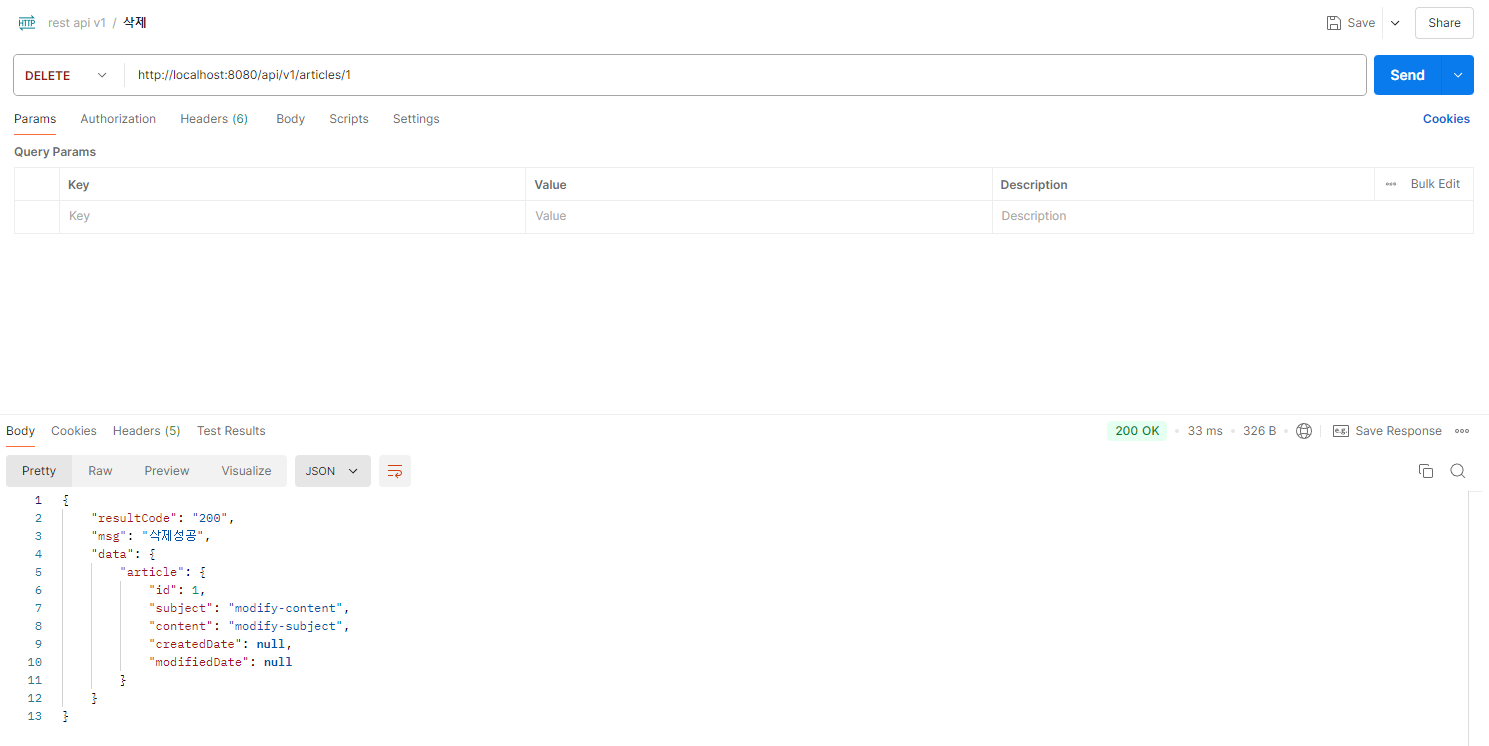 HTTP rest api v1 / 삭제 Save Share
DELETE http://localhost:8080/api/v1/articles/1 Send
Params Authorization Headers (6) Body Scripts Settings Cookies
Query Params
Key Value Description Bulk Edit
Key Value Description
Body Cookies Headers (5) Test Results 200 OK 33 ms 326 B e.g. Save Response
Pretty Raw Preview Visualize JSON
1 {
2 "resultCode": "200",
3 "msg": "삭제성공",
4 "data": {
5 "article": {
6 "id": 1,
7 "subject": "modify-content",
8 "content": "modify-subject",
9 "createdDate": null,
10 "modifiedDate": null
11 }
12 }
13 }